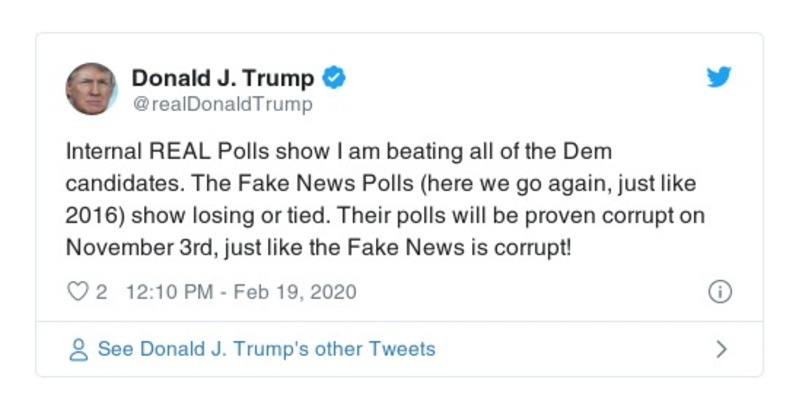 Donald J. Trump
@realDonaldTrump
Internal REAL Polls show I am beating all of the Dem
candidates. The Fake News Polls (here we go again, just like
2016) show losing or tied. Their polls will be proven corrupt on
November 3rd, just like the Fake News is corrupt!
2 12:10 PM - Feb 19, 2020
See Donald J. Trump's other Tweets